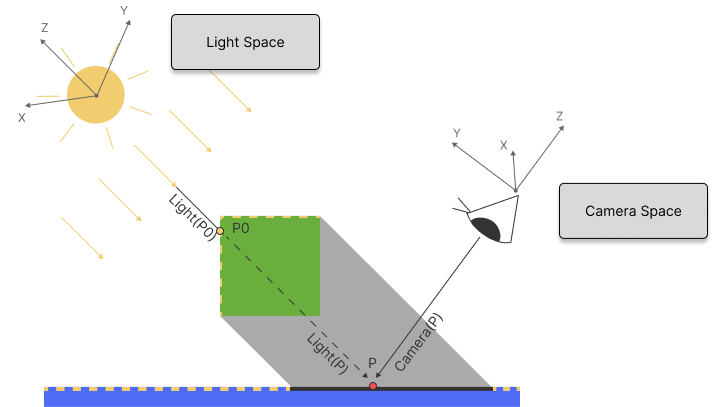 Y
Z
Light Space
X
Z
Y
X
Light(P0)
P0
Camera Space
Light(P)
Camera(P)
P